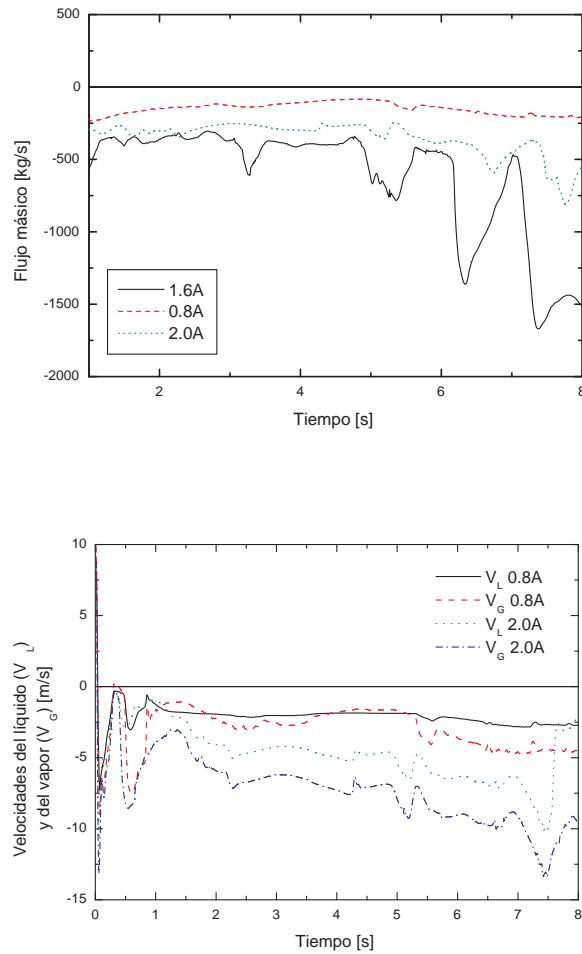 500
0
-500
-1000
-1500
-2000
Flujo másico [kg/s]
1.6A
0.8A
2.0A
2
4
6
8
Tiempo [s]
10
5
0
-5
-10
-15
Velocidades del líquido (V_L)
y del vapor (V_G) [m/s]
V_L 0.8A
V_G 0.8A
V_L 2.0A
V_G 2.0A
0 1 2 3 4 5 6 7 8
Tiempo [s]